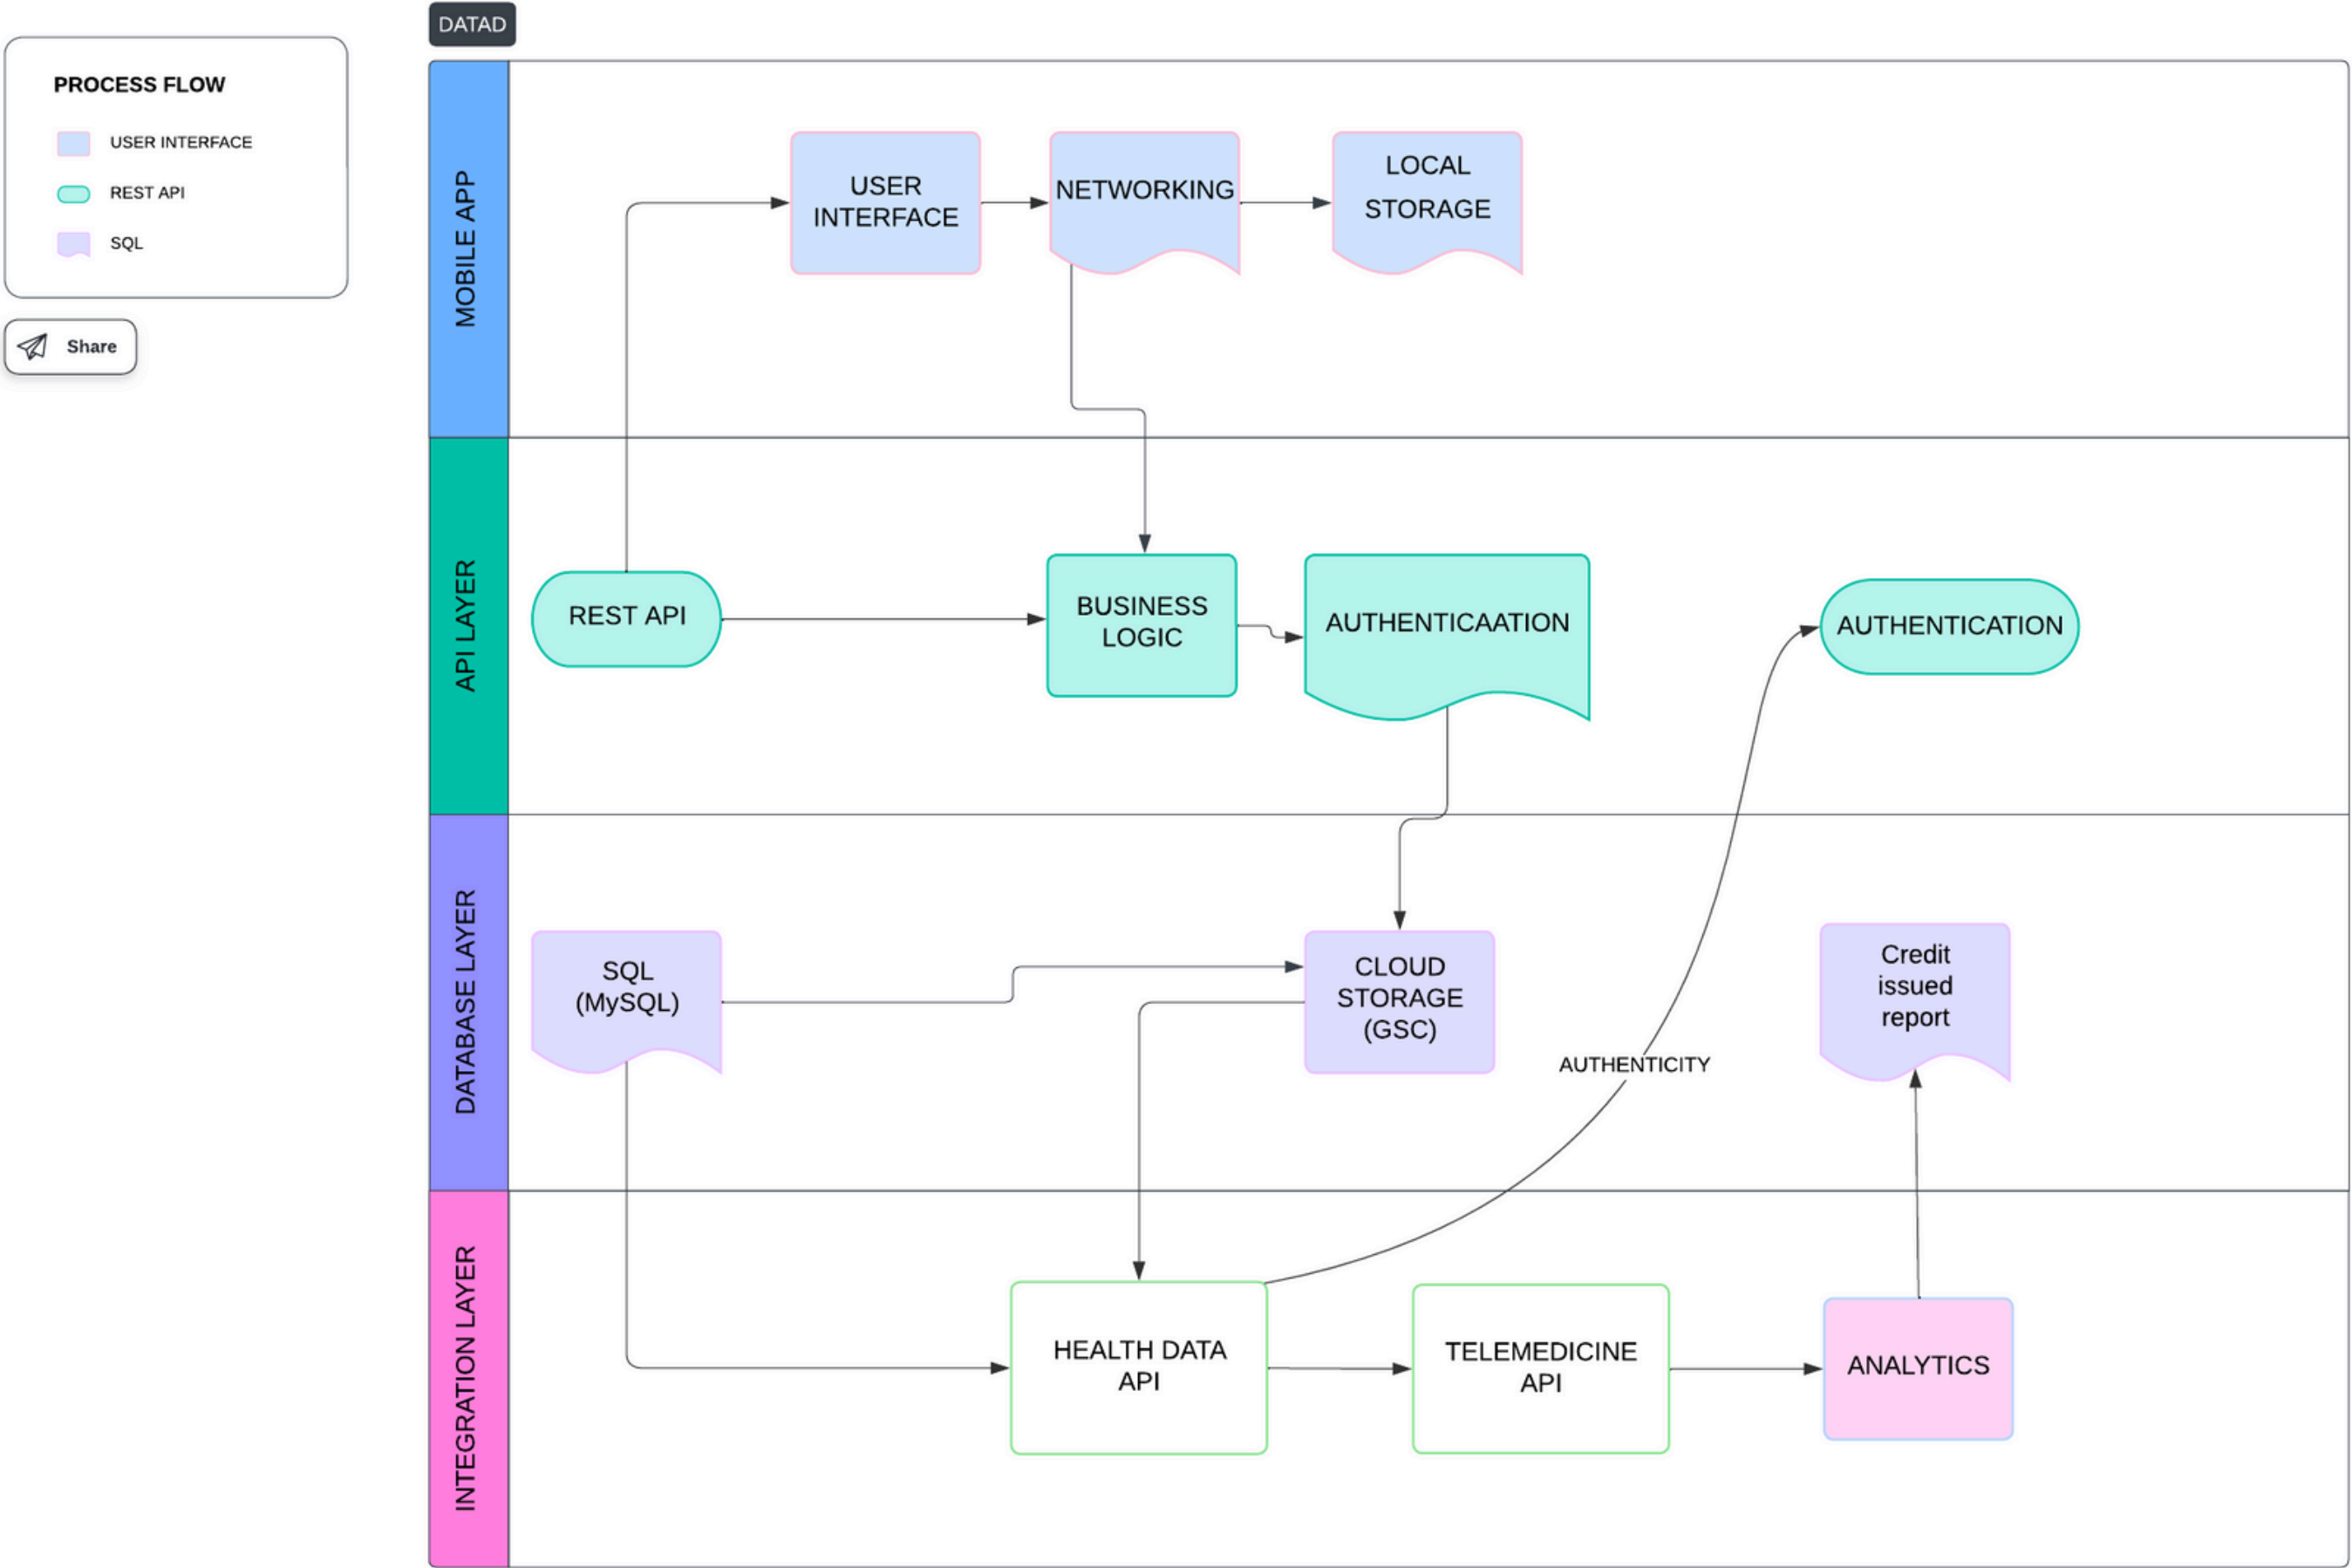 DATAD
PROCESS FLOW
USER INTERFACE
REST API
SQL
Share
MOBILE APP
USER
INTERFACE
NETWORKING
LOCAL
STORAGE
API LAYER
REST API
BUSINESS
LOGIC
AUTHENTICAATION
AUTHENTICATION
DATABASE LAYER
SQL
(MySQL)
CLOUD
STORAGE
(GSC)
Credit
issued
report
AUTHENTICITY
INTEGRATION LAYER
HEALTH DATA
API
TELEMEDICINE
API
ANALYTICS